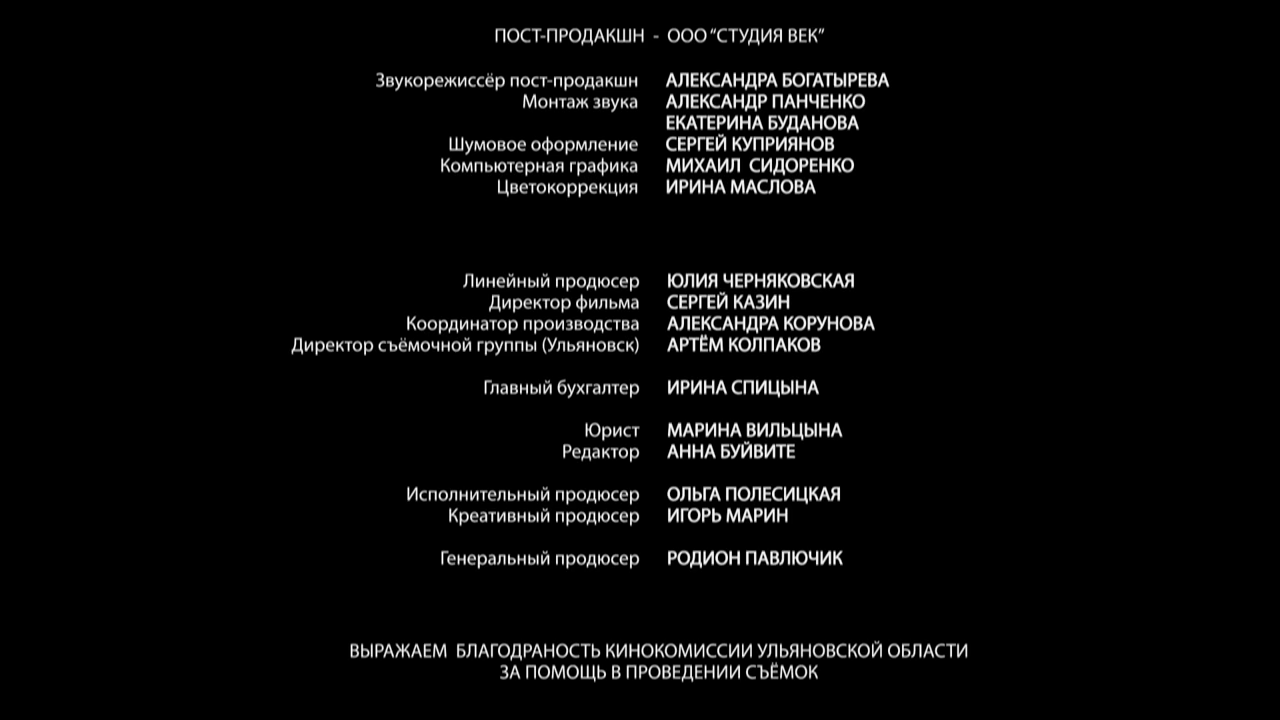 ПОСТ-ПРОДАКШН - ООО “СТУДИЯ ВЕК”
Звукорежиссёр пост-продакшн АЛЕКСАНДРА БОГАТЫРЕВА
Монтаж звука АЛЕКСАНДР ПАНЧЕНКО
ЕКАТЕРИНА БУДАНОВА
Шумовое оформление СЕРГЕЙ КУПРИЯНОВ
Компьютерная графика МИХАИЛ СИДОРЕНКО
Цветокоррекция ИРИНА МАСЛОВА
Линейный продюсер ЮЛИЯ ЧЕРНЯКОВСКАЯ
Директор фильма СЕРГЕЙ КАЗИН
Координатор производства АЛЕКСАНДРА КОРУНОВА
Директор съёмочной группы (Ульяновск) АРТЁМ КОЛПАКОВ
Главный бухгалтер ИРИНА СПИЦЫНА
Юрист МАРИНА ВИЛЬЦЫНА
Редактор АННА БУЙВИТЕ
Исполнительный продюсер ОЛЬГА ПОЛЕСИЦКАЯ
Креативный продюсер ИГОРЬ МАРИН
Генеральный продюсер РОДИОН ПАВЛЮЧИК
ВЫРАЖАЕМ БЛАГОДРАНОСТЬ КИНОКОМИССИИ УЛЬЯНОВСКОЙ ОБЛАСТИ
ЗА ПОМОЩЬ В ПРОВЕДЕНИИ СЪЁМОК